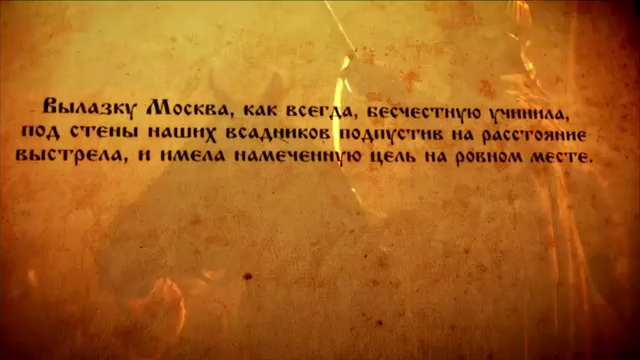 Вылазку Москва, как всегда, бесчестную учинила,
под стены наших всадников подпустив на расстояние
выстрела, и имела намеченную цель на ровном месте.